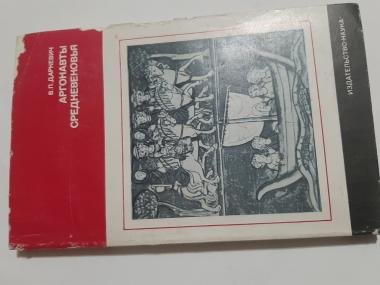 В. П. ДАРКЕВИЧ
АРГОНАВТЫ
СРЕДНЕВЕКОВЬЯ
ИЗДАТЕЛЬСТВО «НАУКА»